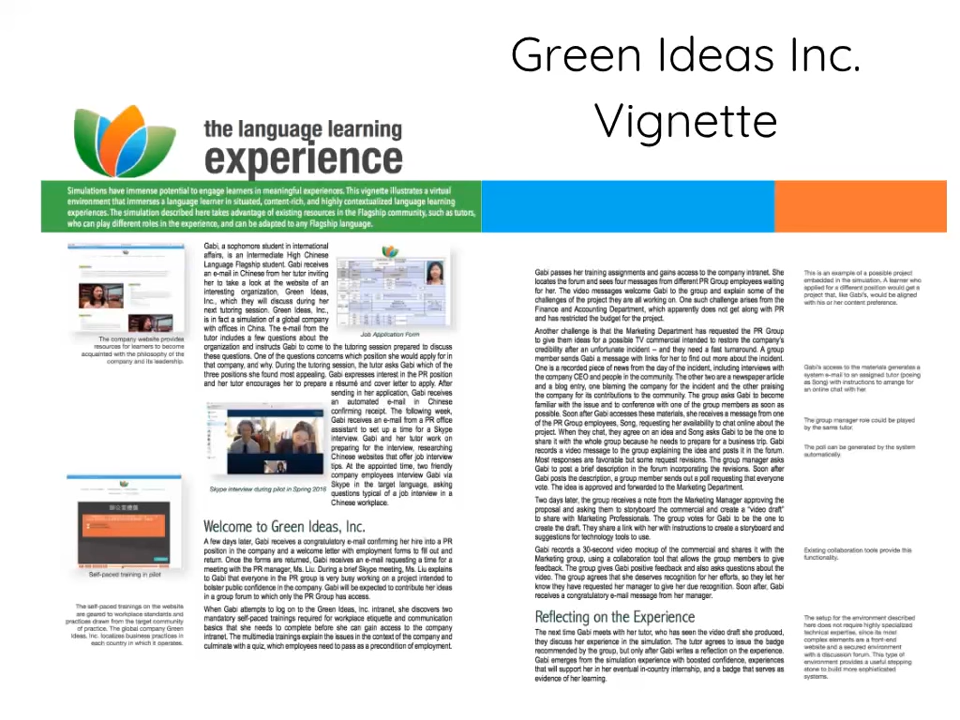 Green Ideas Inc.
Vignette
the language learning
experience
Simulations have immense potential to engage learners in meaningful experiences. This vignette illustrates a virtual
environment that immerses a language learner in situated, content-rich, and highly contextualized language learning
experiences. The simulation described here takes advantage of existing resources in the Flagship community, such as tutors,
who can play different roles in the experience, and can be adapted to any Flagship language.
The company website provides
resources for learners to become
acquainted with the philosophy of the
company and its leadership.
Self-paced training in pilot
The self-paced trainings on the website
are geared to workplace standards and
practices drawn from the target community
of practice. The global company Green
Ideas, Inc. localizes business practices in
each country in which it operates.
Gabi, a sophomore student in international
affairs, is an Intermediate High Chinese
Language Flagship student. Gabi receives
an e-mail in Chinese from her tutor inviting
her to take a look at the website of an
interesting organization, Green Ideas,
Inc., which they will discuss during her
next tutoring session. Green Ideas, Inc.,
is in fact a simulation of a global company
with offices in China. The e-mail from the
tutor includes a few questions about the
organization and instructs Gabi to come to the tutoring session prepared to discuss
these questions. One of the questions concerns which position she would apply for in
that company, and why. During the tutoring session, the tutor asks Gabi which of the
three positions she found most appealing. Gabi expresses interest in the PR position
and her tutor encourages her to prepare a résumé and cover letter to apply. After
sending in her application, Gabi receives
an automated e-mail in Chinese
confirming receipt. The following week,
Gabi receives an e-mail from a PR office
assistant to set up a time for a Skype
interview. Gabi and her tutor work on
preparing for the interview, researching
Chinese websites that offer job interview
tips. At the appointed time, two friendly
company employees interview Gabi via
Skype in the target language, asking
questions typical of a job interview in a
Chinese workplace.
Job Application Form
Skype interview during pilot in Spring 2016
Welcome to Green Ideas, Inc.
A few days later, Gabi receives a congratulatory e-mail confirming her hire into a PR
position in the company and a welcome letter with employment forms to fill out and
return. Once the forms are returned, Gabi receives an e-mail requesting a time for a
meeting with the PR manager, Ms. Liu. During a brief Skype meeting, Ms. Liu explains
to Gabi that everyone in the PR group is very busy working on a project intended to
bolster public confidence in the company. Gabi will be expected to contribute her ideas
in a group forum to which only the PR Group has access.
When Gabi attempts to log on to the Green Ideas, Inc. intranet, she discovers two
mandatory self-paced trainings required for workplace etiquette and communication
basics that she needs to complete before she can gain access to the company
intranet. The multimedia trainings explain the issues in the context of the company and
culminate with a quiz, which employees need to pass as a precondition of employment.
Gabi passes her training assignments and gains access to the company intranet. She
locates the forum and sees four messages from different PR Group employees waiting
for her. The video messages welcome Gabi to the group and explain some of the
challenges of the project they are all working on. One such challenge arises from the
Finance and Accounting Department, which apparently does not get along with PR
and has restricted the budget for the project.
Another challenge is that the Marketing Department has requested the PR Group
to give them ideas for a possible TV commercial intended to restore the company's
credibility after an unfortunate incident – and they need a fast turnaround. A group
member sends Gabi a message with links for her to find out more about the incident.
One is a recorded piece of news from the day of the incident, including interviews with
the company CEO and people in the community. The other two are a newspaper article
and a blog entry, one blaming the company for the incident and the other praising
the company for its contributions to the community. The group asks Gabi to become
familiar with the issue and to conference with one of the group members as soon as
possible. Soon after Gabi accesses these materials, she receives a message from one
of the PR Group employees, Song, requesting her availability to chat online about the
project. When they chat, they agree on an idea and Song asks Gabi to be the one to
share it with the whole group because he needs to prepare for a business trip. Gabi
records a video message to the group explaining the idea and posts it in the forum.
Most responses are favorable but some request revisions. The group manager asks
Gabi to post a brief description in the forum incorporating the revisions. Soon after
Gabi posts the description, a group member sends out a poll requesting that everyone
vote. The idea is approved and forwarded to the Marketing Department.
Two days later, the group receives a note from the Marketing Manager approving the
proposal and asking them to storyboard the commercial and create a "video draft"
to share with Marketing Professionals. The group votes for Gabi to be the one to
create the draft. They share a link with her with instructions to create a storyboard and
suggestions for technology tools to use.
Gabi records a 30-second video mockup of the commercial and shares it with the
Marketing group, using a collaboration tool that allows the group members to give
feedback. The group gives Gabi positive feedback and also asks questions about the
video. The group agrees that she deserves recognition for her efforts, so they let her
know they have requested her manager to give her due recognition. Soon after, Gabi
receives a congratulatory e-mail message from her manager.
Reflecting on the Experience
The next time Gabi meets with her tutor, who has seen the video draft she produced,
they discuss her experience in the simulation. The tutor agrees to issue the badge
recommended by the group, but only after Gabi writes a reflection on the experience.
Gabi emerges from the simulation experience with boosted confidence, experiences
that will support her in her eventual in-country internship, and a badge that serves as
evidence of her learning.
This is an example of a possible project
embedded in the simulation. A learner who
applied for a different position would get a
project that, like Gabi's, would be aligned
with his or her content preference.
Gabi's access to the materials generates a
system e-mail to an assigned tutor (posing
as Song) with instructions to arrange for
an online chat with her.
The group manager role could be played
by the same tutor.
The poll can be generated by the system
automatically.
Existing collaboration tools provide this
functionality.
The setup for the environment described
here does not require highly specialized
technical expertise, since its most
complex elements are a front-end
website and a secured environment
with a discussion forum. This type of
environment provides a useful stepping
stone to build more sophisticated
systems.